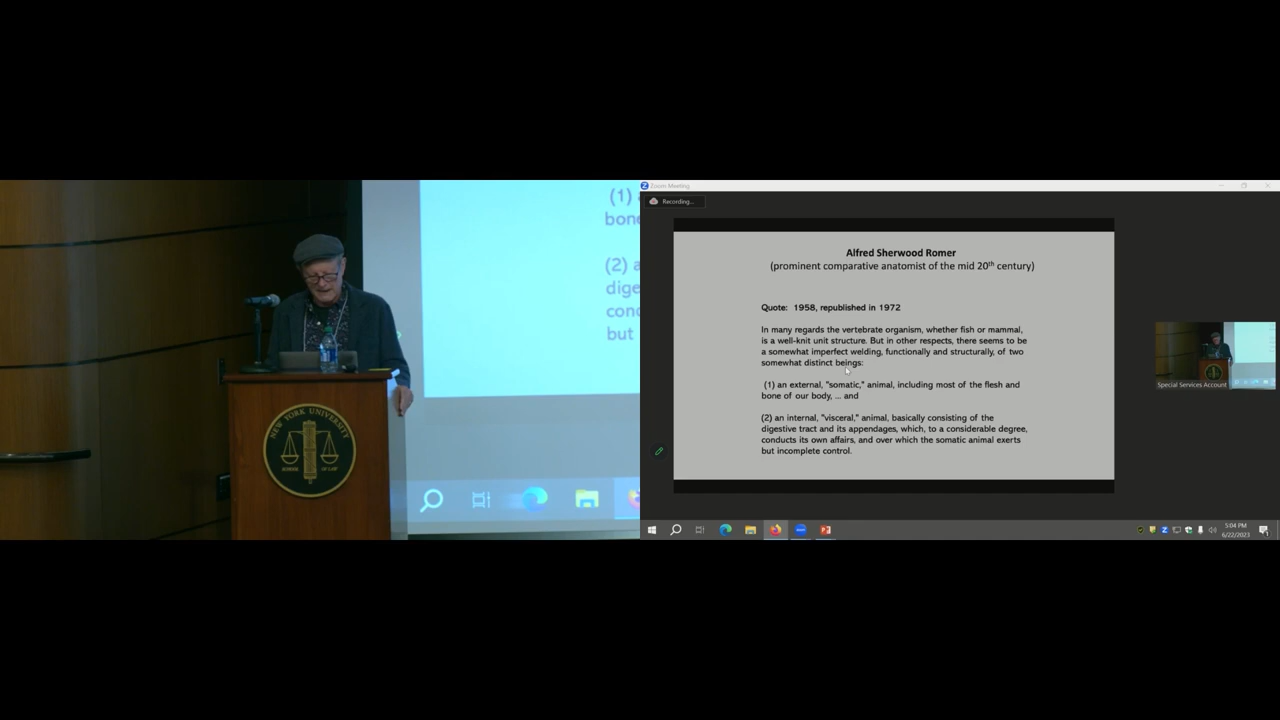 (1)
bone
(2) a
dige
conc
but
NEW YORK UNIVERSITY
SCHOOL OF LAW
Zoom Meeting
Recording...
Alfred Sherwood Romer
(prominent comparative anatomist of the mid 20th century)
Quote: 1958, republished in 1972
In many regards the vertebrate organism, whether fish or mammal,
is a well-knit unit structure. But in other respects, there seems to be
a somewhat imperfect welding, functionally and structurally, of two
somewhat distinct beings:
(1) an external, "somatic," animal, including most of the flesh and
bone of our body, ... and
(2) an internal, "visceral," animal, basically consisting of the
digestive tract and its appendages, which, to a considerable degree,
conducts its own affairs, and over which the somatic animal exerts
but incomplete control.
Special Services Account
5:04 PM
6/22/2023